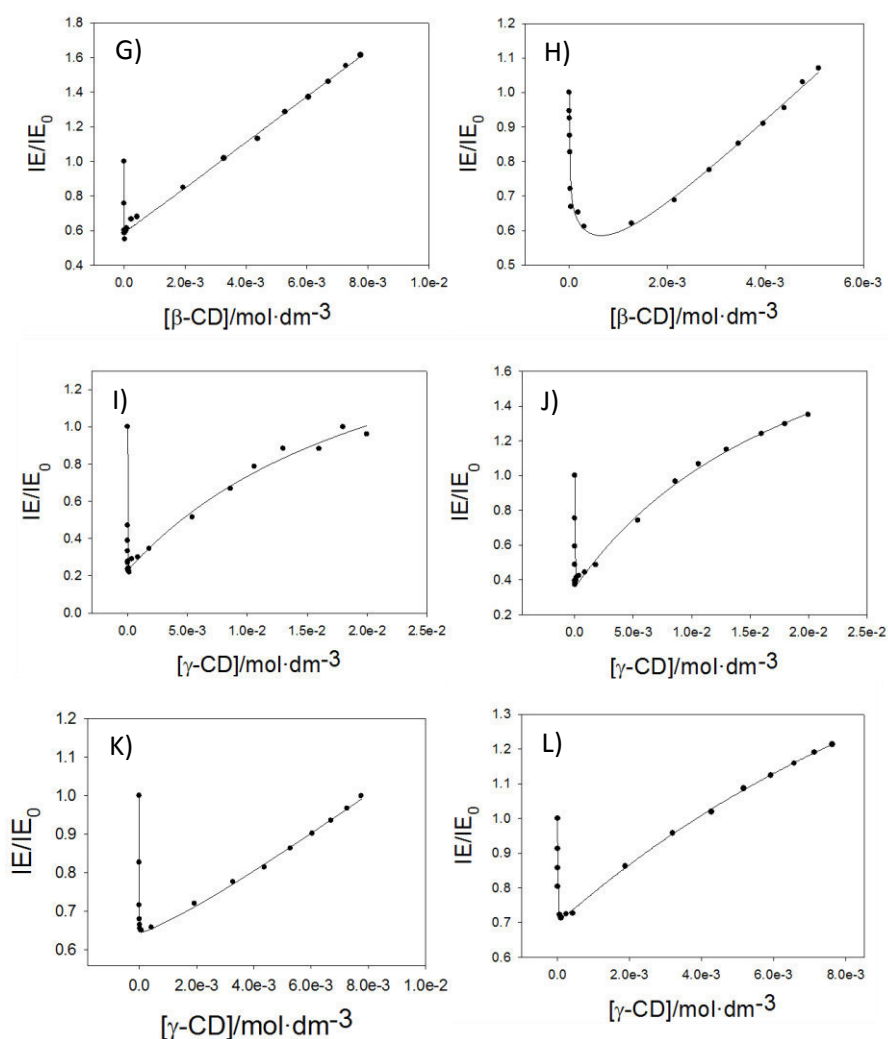 G)
IE/IE0
1.6
1.4
1.2
1.0
0.8
0.6
0.4
0.0 2.0e-3 4.0e-3 6.0e-3 8.0e-3 1.0e-2
[β-CD]/mol·dm-3
H)
IE/IE0
1.2
1.1
1.0
0.9
0.8
0.7
0.6
0.5
0.0 2.0e-3 4.0e-3 6.0e-3
[β-CD]/mol·dm-3
I)
IE/IE0
1.2
1.0
0.8
0.6
0.4
0.2
0.0
0.0 5.0e-3 1.0e-2 1.5e-2 2.0e-2 2.5e-2
[γ-CD]/mol·dm-3
J)
IE/IE0
1.6
1.4
1.2
1.0
0.8
0.6
0.4
0.2
0.0 5.0e-3 1.0e-2 1.5e-2 2.0e-2 2.5e-2
[γ-CD]/mol·dm-3
K)
IE/IE0
1.2
1.1
1.0
0.9
0.8
0.7
0.6
0.0 2.0e-3 4.0e-3 6.0e-3 8.0e-3 1.0e-2
[γ-CD]/mol·dm-3
L)
IE/IE0
1.3
1.2
1.1
1.0
0.9
0.8
0.7
0.6
0.0 2.0e-3 4.0e-3 6.0e-3 8.0e-3
[γ-CD]/mol·dm-3